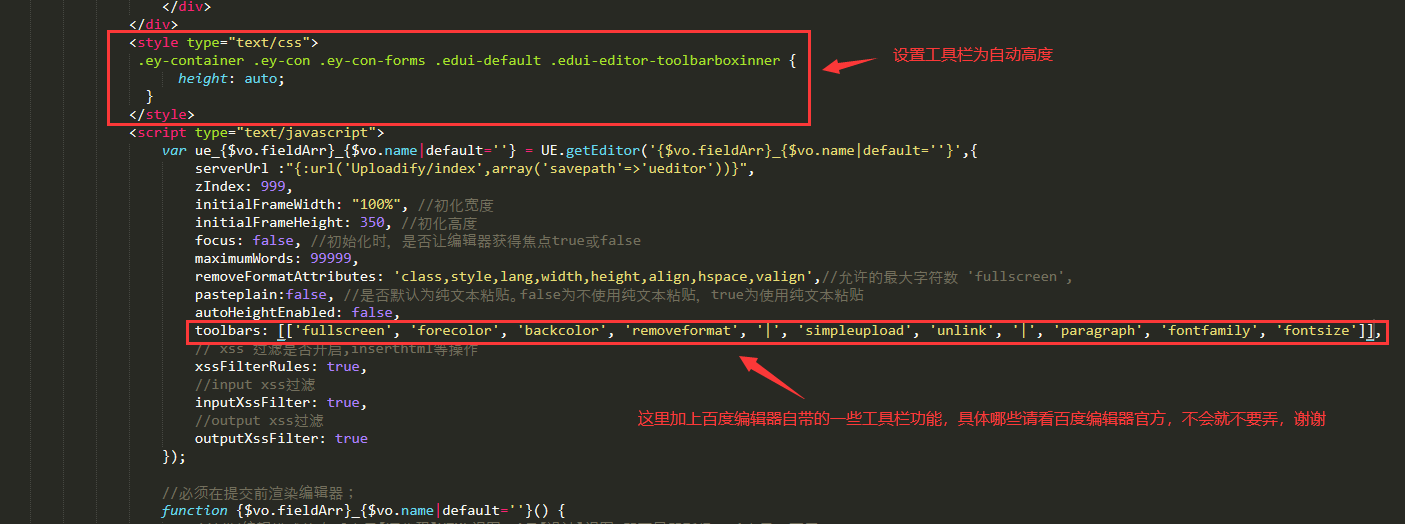 </div>
</div>
<style type="text/css">
.ey-container .ey-con .ey-con-forms .edui-default .edui-editor-toolbarboxinner {
设置工具栏为自动高度
height: auto;
}
</style>
<script type="text/javascript">
var ue_{$vo.fieldArr}_{$vo.name|default=''} = UE.getEditor('{$vo.fieldArr}_{$vo.name|default=''}',{
serverUrl :"{:url('Uploadify/index',array('savepath'=>'ueditor'))}",
zIndex: 999,
initialFrameWidth: "100%", //初化宽度
initialFrameHeight: 350, //初化高度
focus: false, //初始化时，是否让编辑器获得焦点true或false
maximumWords: 99999,
removeFormatAttributes: 'class,style,lang,width,height,align,hspace,valign',//允许的最大字符数 'fullscreen',
pasteplain:false, //是否默认为纯文本粘贴。false为不使用纯文本粘贴，true为使用纯文本粘贴
autoHeightEnabled: false,
toolbars: [['fullscreen', 'forecolor', 'backcolor', 'removeformat', '|', 'simpleupload', 'unlink', '|', 'paragraph', 'fontfamily', 'fontsize']],
// xss 过滤是否开启,inserthtml等操作
xssFilterRules: true,
//input xss过滤
inputXssFilter: true,
//output xss过滤
outputXssFilter: true
这里加上百度编辑器自带的一些工具栏功能，具体哪些请看百度编辑器官方，不会就不要弄，谢谢
});
//必须在提交前渲染编辑器；
function {$vo.fieldArr}_{$vo.name|default=''}() {